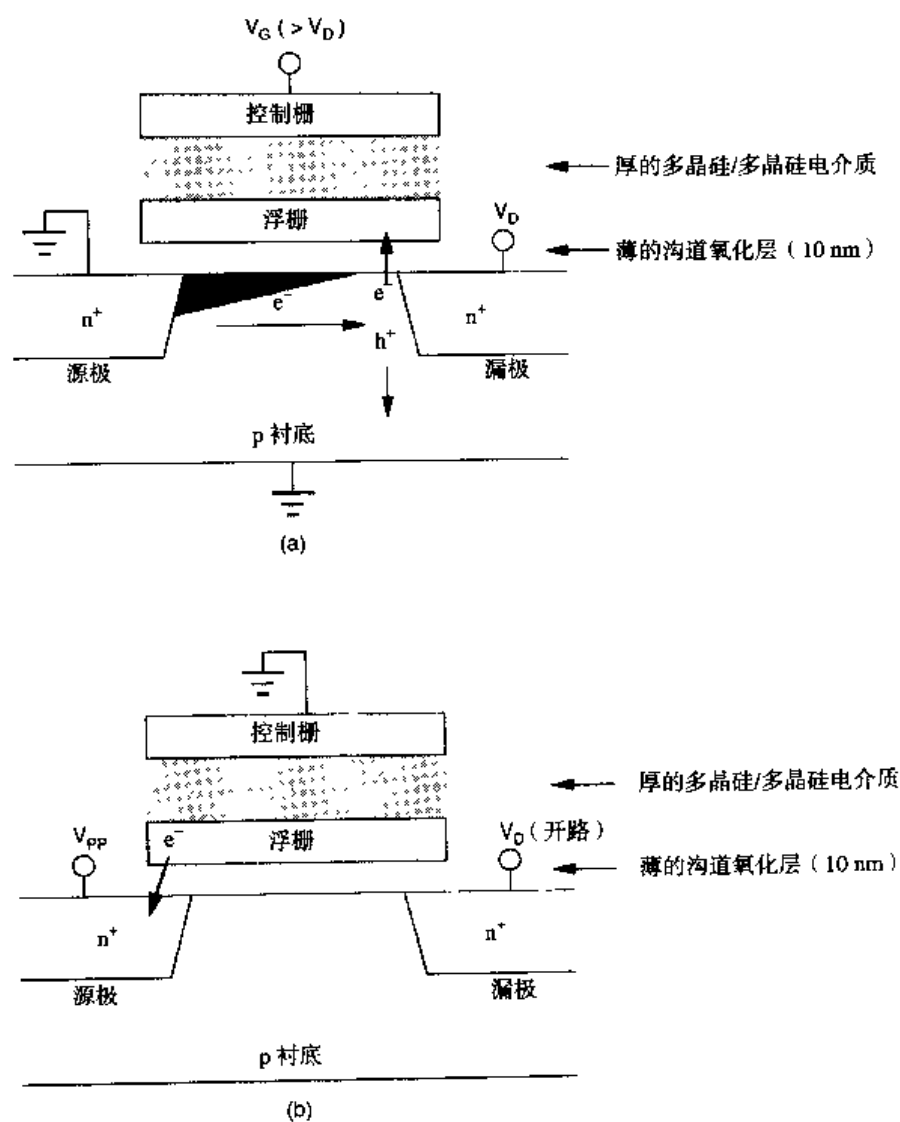 V_G ( > V_D )
控制栅
厚的多晶硅/多晶硅电介质
浮栅
V_D
薄的沟道氧化层 ( 10 nm )
n⁺
e⁻
e⁻
n⁺
h⁺
源极
漏极
p 衬底
(a)
控制栅
厚的多晶硅/多晶硅电介质
V_pp
e⁻
浮栅
V_D ( 开路 )
薄的沟道氧化层 ( 10 nm )
n⁺
n⁺
源极
漏极
p 衬底
(b)